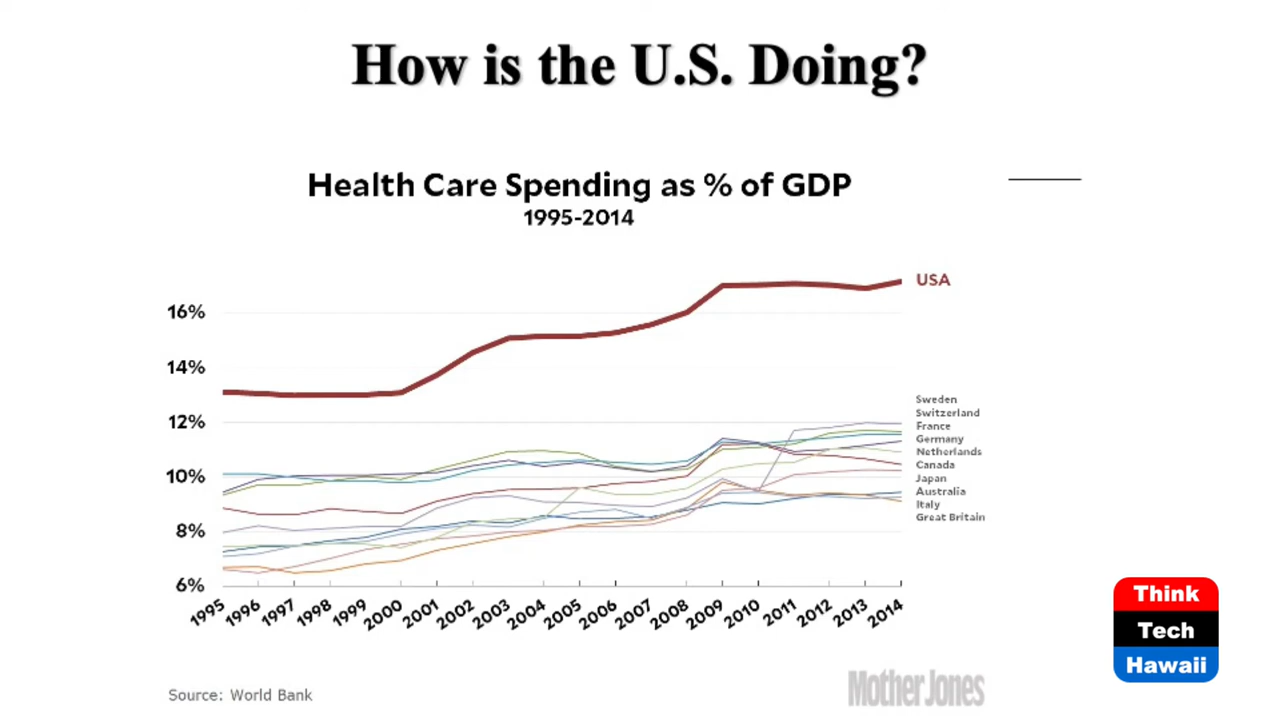 How is the U.S. Doing?
Health Care Spending as % of GDP
1995-2014
USA
16%
14%
12%
10%
8%
6%
Sweden
Switzerland
France
Germany
Netherlands
Canada
Japan
Australia
Italy
Great Britain
1995 1996 1997 1998 1999 2000 2001 2002 2003 2004 2005 2006 2007 2008 2009 2010 2011 2012 2013 2014
Source: World Bank
Mother Jones
Think
Tech
Hawaii